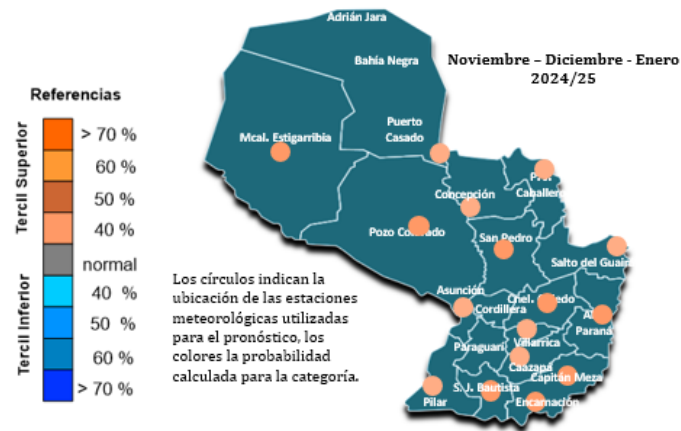 Adrián Jara
Noviembre – Diciembre - Enero
2024/25
Bahía Negra
Referencias
Puerto
Casado
Mcal. Estigarribia
Tercil Superior
> 70 %
60 %
50 %
40 %
normal
Tercil Inferior
40 %
50 %
60 %
> 70 %
Caballero
Concepción
Pozo Colorado
San Pedro
Salto del Guairá
Los círculos indican la
ubicación de las estaciones
meteorológicas utilizadas
para el pronóstico, los
colores la probabilidad
calculada para la categoría.
Asunción
Cordillera
Cnel. Oviedo
Paraná
Villarrica
Paraguarí
Caazapá
Capitán Meza
S. J. Bautista
Pilar
Encarnación